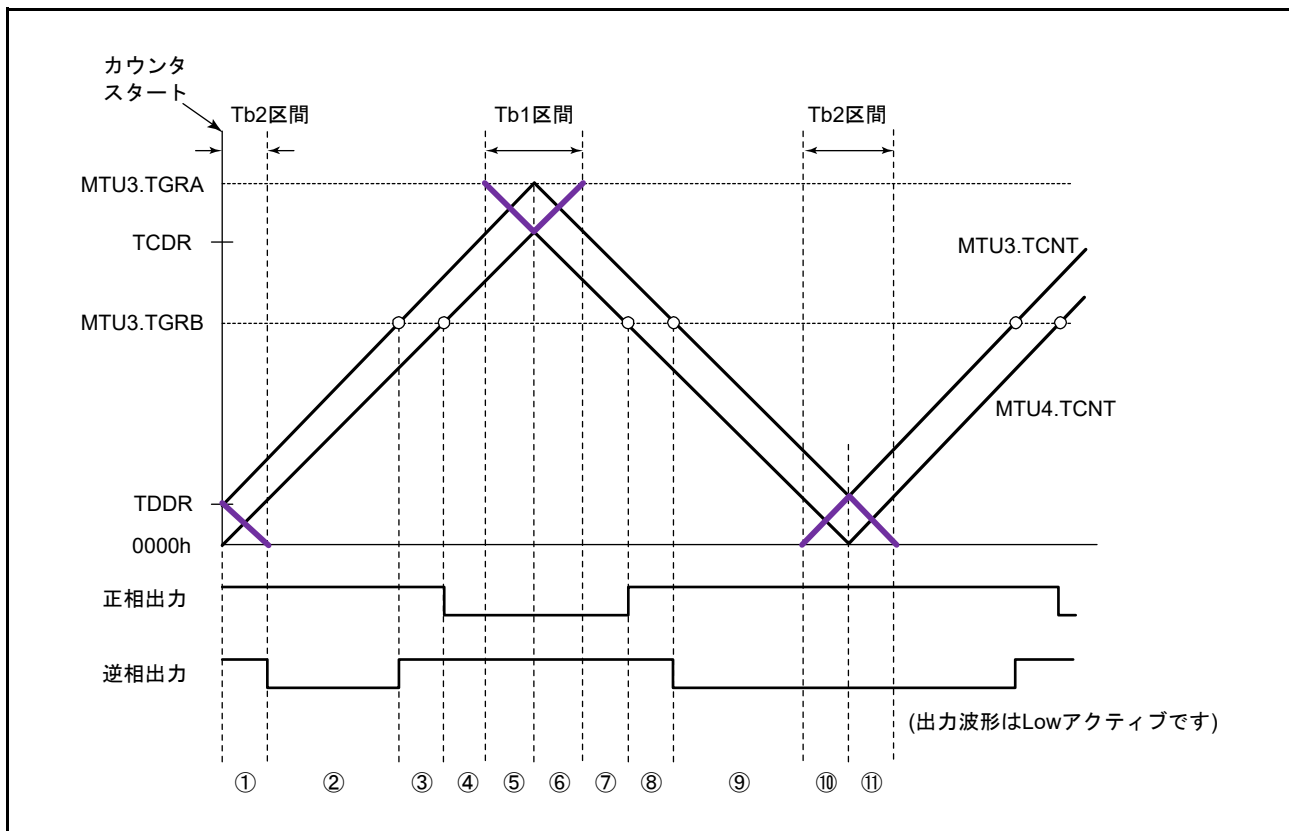 カウンタ
スタート
Tb2区間
Tb1区間
Tb2区間
MTU3.TGRA
TCDR
MTU3.TCNT
MTU3.TGRB
MTU4.TCNT
TDDR
0000h
正相出力
逆相出力
(出力波形はLowアクティブです)
① ② ③ ④ ⑤ ⑥ ⑦ ⑧ ⑨ ⑩ ⑪